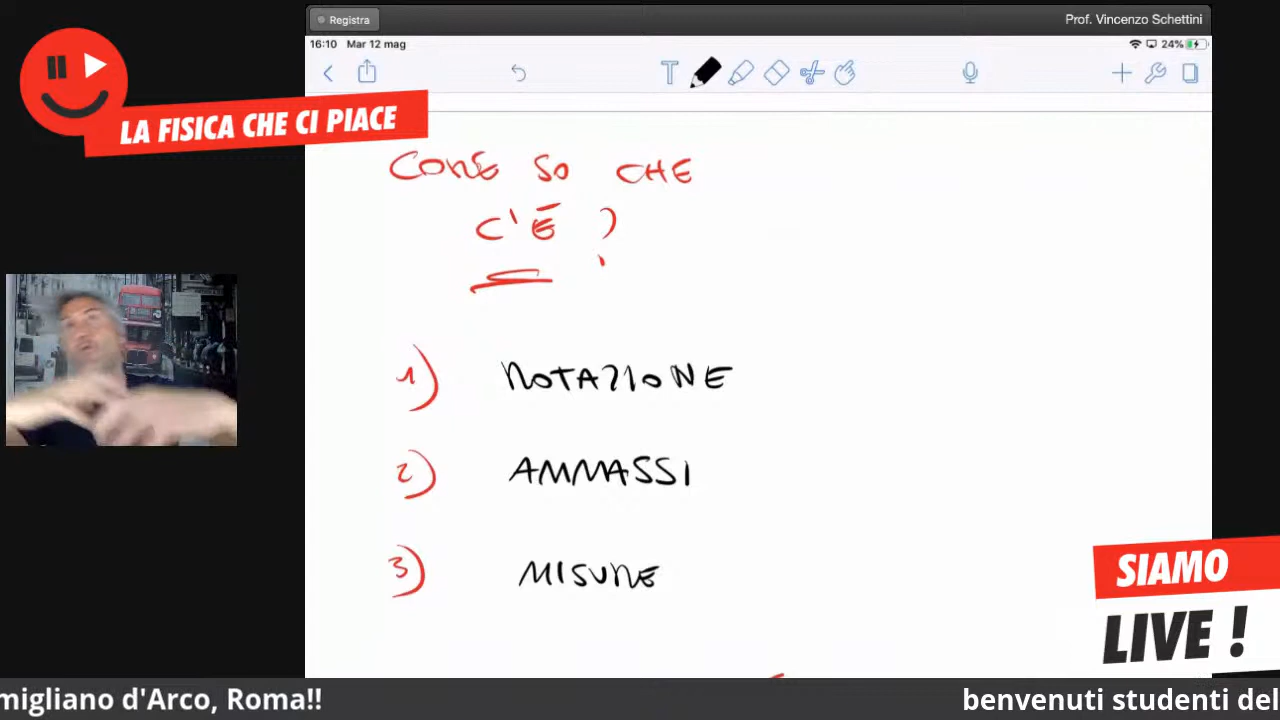 Registra
Prof. Vincenzo Schettini
16:10 Mar 12 mag
24%
LA FISICA CHE CI PIACE
COME SO CHE
C'È ?
1) ROTAZIONE
2) AMMASSI
3) MISURE
SIAMO
LIVE !
migliano d'Arco, Roma!!
benvenuti studenti del